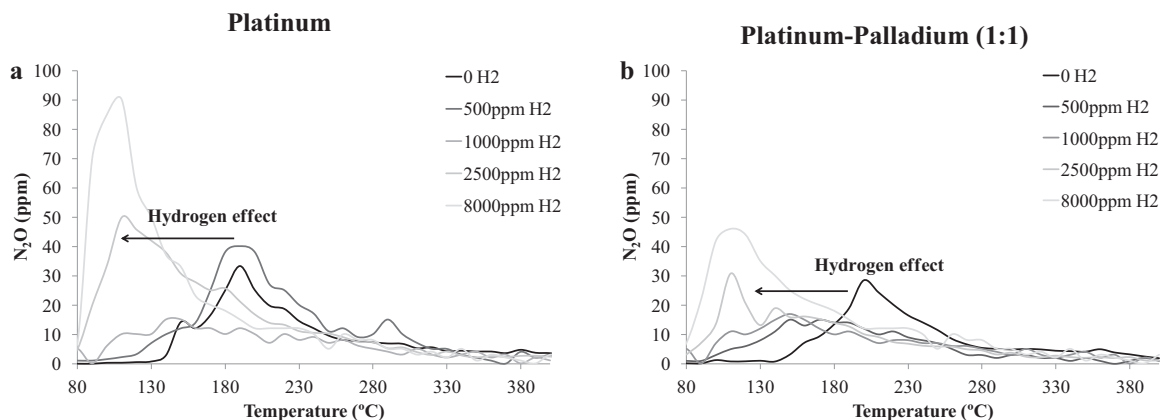 Platinum
a
100
90
80
70
60
50
40
30
20
10
0
N₂O (ppm)
80 130 180 230 280 330 380
Temperature (ºC)
0 H2
500ppm H2
1000ppm H2
2500ppm H2
8000ppm H2
Hydrogen effect
Platinum-Palladium (1:1)
b
100
90
80
70
60
50
40
30
20
10
0
N₂O (ppm)
80 130 180 230 280 330 380
Temperature (ºC)
0 H2
500ppm H2
1000ppm H2
2500ppm H2
8000ppm H2
Hydrogen effect